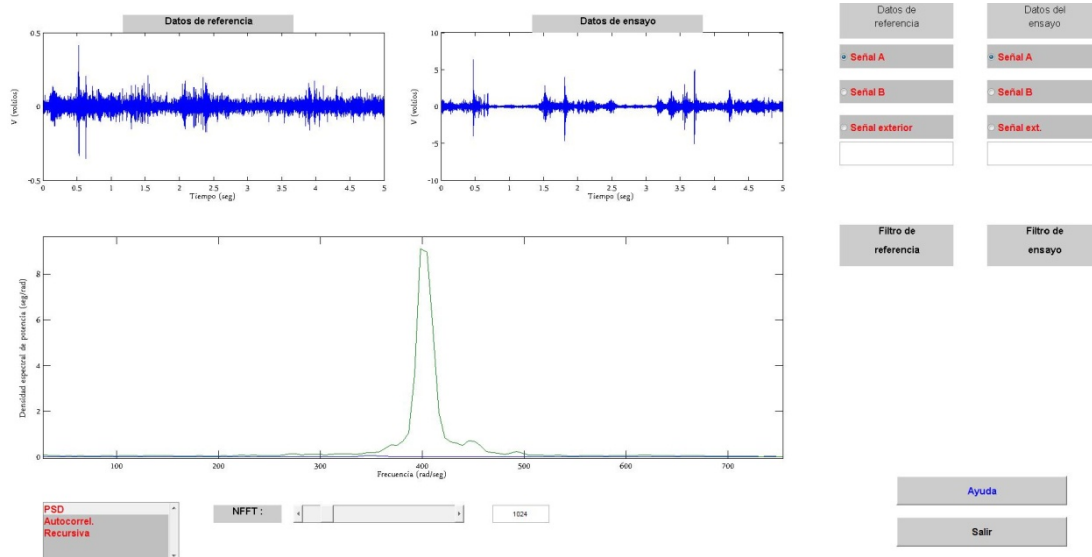 Datos de referencia
0.5
0
-0.5
V (voltios)
0 0.5 1 1.5 2 2.5 3 3.5 4 4.5 5
Tiempo (seg)
Datos de ensayo
10
5
0
-5
-10
V (voltios)
0 0.5 1 1.5 2 2.5 3 3.5 4 4.5 5
Tiempo (seg)
Datos de
referencia
Señal A
Señal B
Señal exterior
Datos del
ensayo
Señal A
Señal B
Señal ext.
Filtro de
referencia
Filtro de
ensayo
Densidad espectral de potencia (seg/rad)
8
6
4
2
0
100 200 300 400 500 600 700
Frecuencia (rad/seg)
PSD
Autocorrel.
Recursiva
NFFT :
1024
Ayuda
Salir